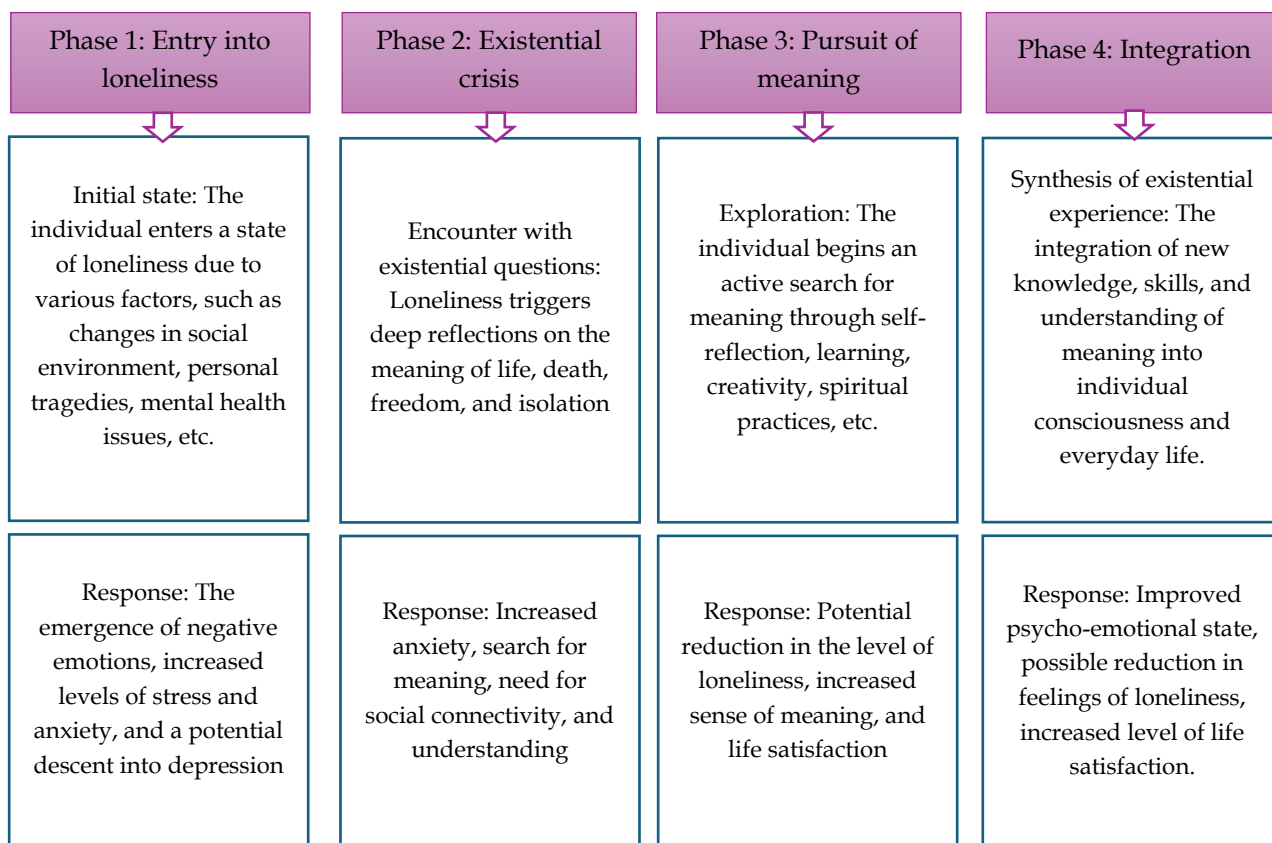 Phase 1: Entry into
loneliness
Initial state: The
individual enters a state
of loneliness due to
various factors, such as
changes in social
environment, personal
tragedies, mental health
issues, etc.
Response: The
emergence of negative
emotions, increased
levels of stress and
anxiety, and a potential
descent into depression
Phase 2: Existential
crisis
Encounter with
existential questions:
Loneliness triggers
deep reflections on the
meaning of life, death,
freedom, and isolation
Response: Increased
anxiety, search for
meaning, need for
social connectivity, and
understanding
Phase 3: Pursuit of
meaning
Exploration: The
individual begins an
active search for
meaning through self-
reflection, learning,
creativity, spiritual
practices, etc.
Response: Potential
reduction in the level of
loneliness, increased
sense of meaning, and
life satisfaction
Phase 4: Integration
Synthesis of existential
experience: The
integration of new
knowledge, skills, and
understanding of
meaning into
individual
consciousness and
everyday life.
Response: Improved
psycho-emotional state,
possible reduction in
feelings of loneliness,
increased level of life
satisfaction.